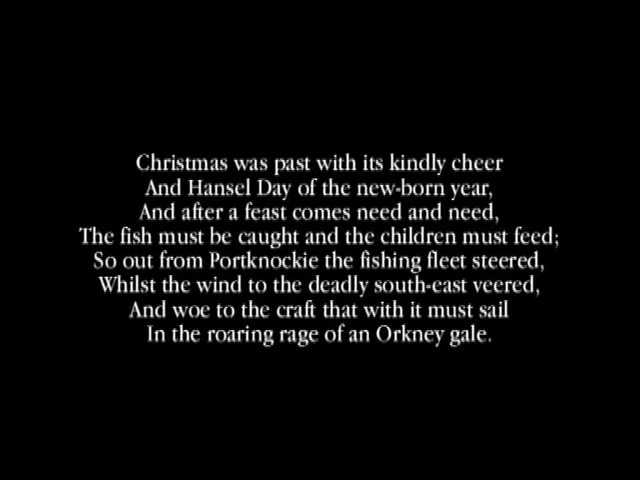 Christmas was past with its kindly cheer
And Hansel Day of the new-born year,
And after a feast comes need and need,
The fish must be caught and the children must feed;
So out from Portknockie the fishing fleet steered,
Whilst the wind to the deadly south-east veered,
And woe to the craft that with it must sail
In the roaring rage of an Orkney gale.